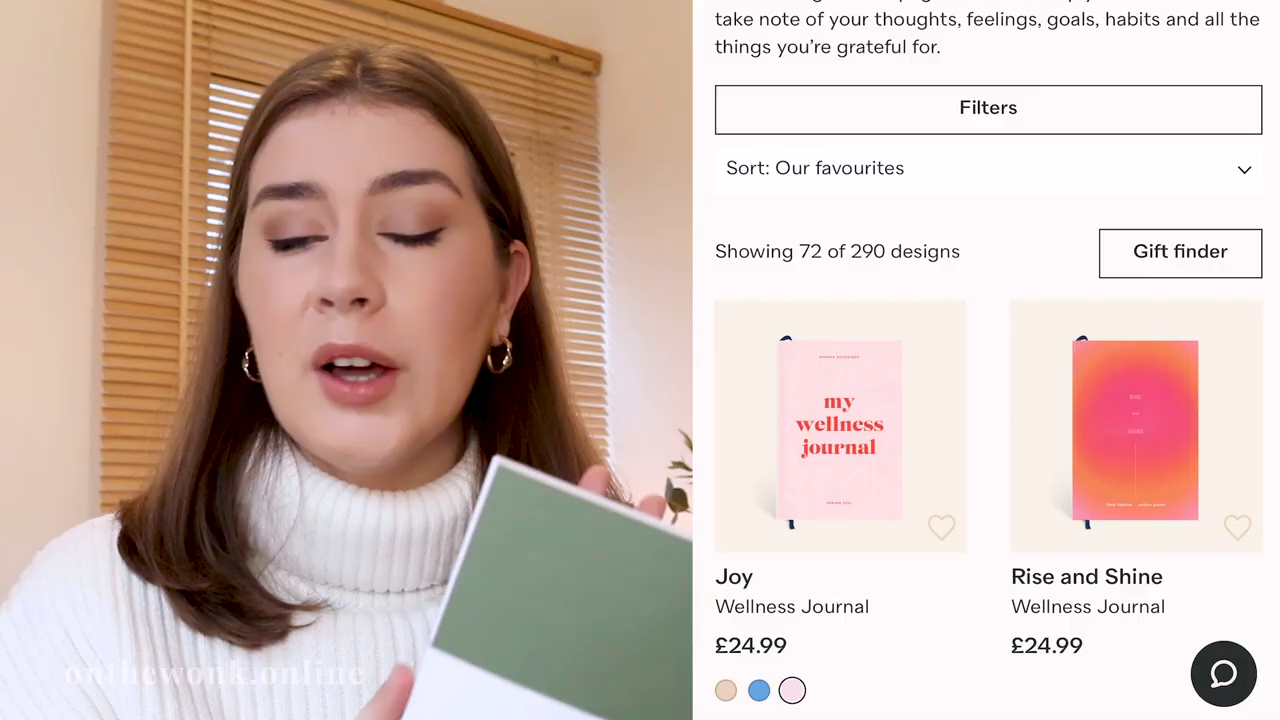 take note of your thoughts, feelings, goals, habits and all the
things you’re grateful for.
Filters
Sort: Our favourites
Showing 72 of 290 designs
Gift finder
my
wellness
journal
Joy
Wellness Journal
£24.99
Rise and Shine
Wellness Journal
£24.99
onthewonk.online